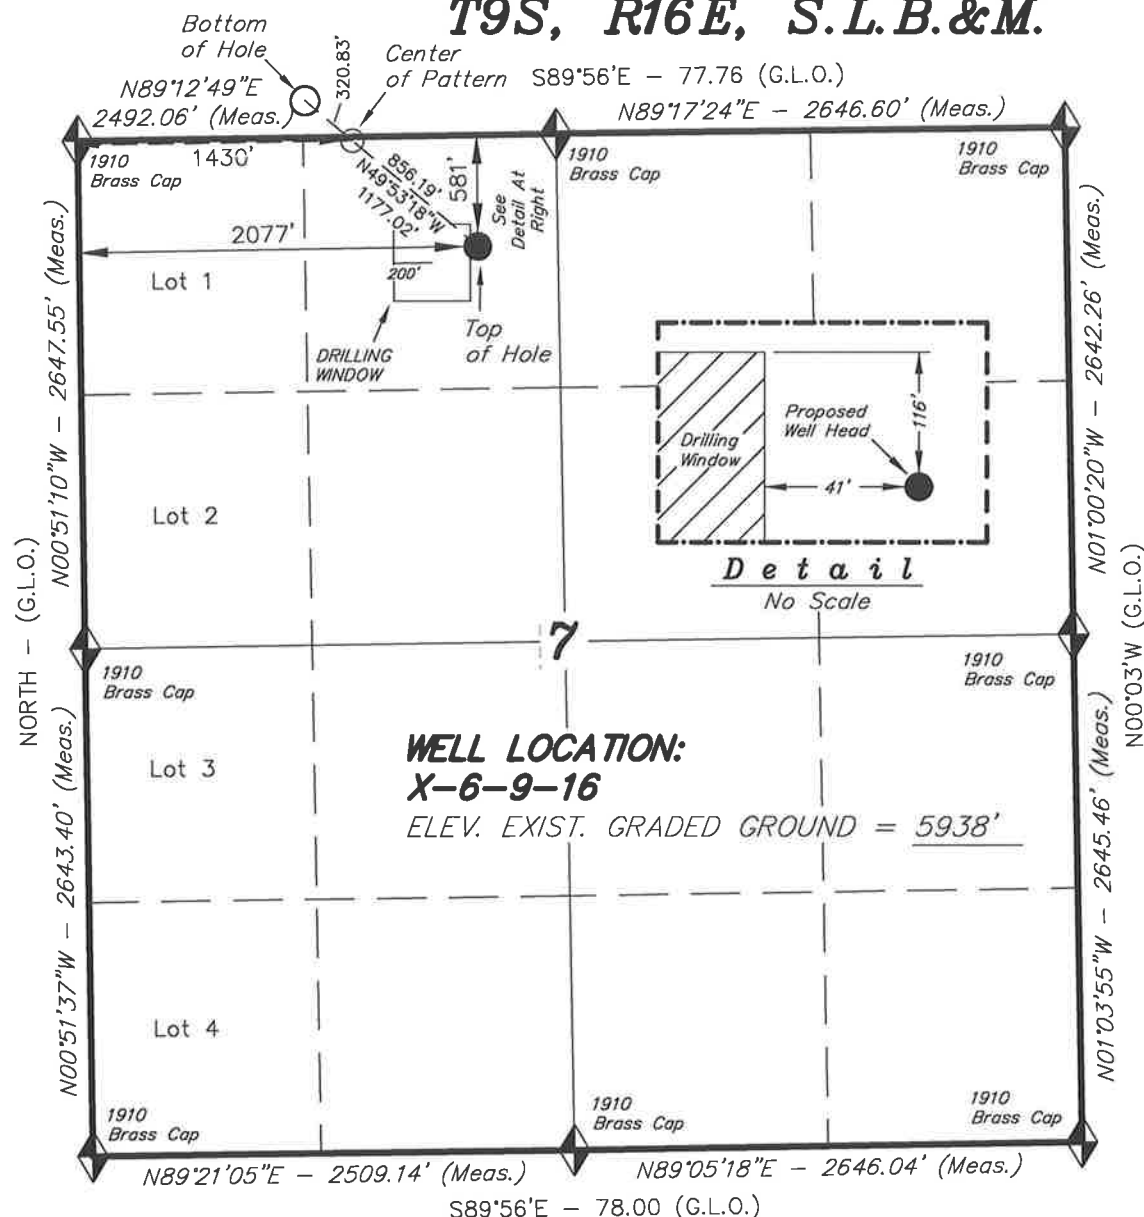 T9S, R16E, S.L.B.&M.
Bottom
of Hole
320.83'
Center
of Pattern
S89°56'E – 77.76 (G.L.O.)
N89°12'49"E
2492.06' (Meas.)
N89°17'24"E – 2646.60' (Meas.)
1910
Brass Cap
1430'
856.19'
N49°53'18"W
1177.02'
581'
See
Detail At
Right
1910
Brass Cap
1910
Brass Cap
2077'
200'
Lot 1
Top
of Hole
DRILLING
WINDOW
N00°51'10"W – 2647.55' (Meas.)
N01°00'20"W – 2642.26' (Meas.)
Drilling
Window
Proposed
Well Head
116'
41'
Detail
No Scale
Lot 2
NORTH – (G.L.O.)
N00°03'W (G.L.O.)
7
1910
Brass Cap
1910
Brass Cap
WELL LOCATION:
X-6-9-16
ELEV. EXIST. GRADED GROUND = 5938'
Lot 3
N00°51'37"W – 2643.40' (Meas.)
N01°03'55"W – 2645.46' (Meas.)
Lot 4
1910
Brass Cap
1910
Brass Cap
1910
Brass Cap
N89°21'05"E – 2509.14' (Meas.)
N89°05'18"E – 2646.04' (Meas.)
S89°56'E – 78.00 (G.L.O.)